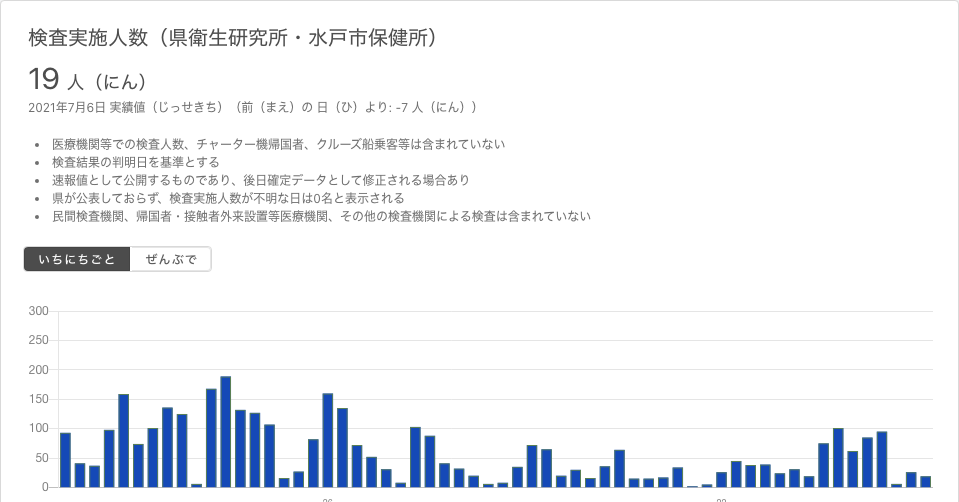 検査実施人数（県衛生研究所・水戸市保健所）
19 人（にん）
2021年7月6日 実績値（じっせきち）（前（まえ）の 日（ひ）より: -7 人（にん））
医療機関等での検査人数、チャーター機帰国者、クルーズ船乗客等は含まれていない
検査結果の判明日を基準とする
速報値として公開するものであり、後日確定データとして修正される場合あり
県が公表しておらず、検査実施人数が不明な日は0名と表示される
民間検査機関、帰国者・接触者外来設置等医療機関、その他の検査機関による検査は含まれていない
いちにちごと ぜんぶで
300
250
200
150
100
50
0